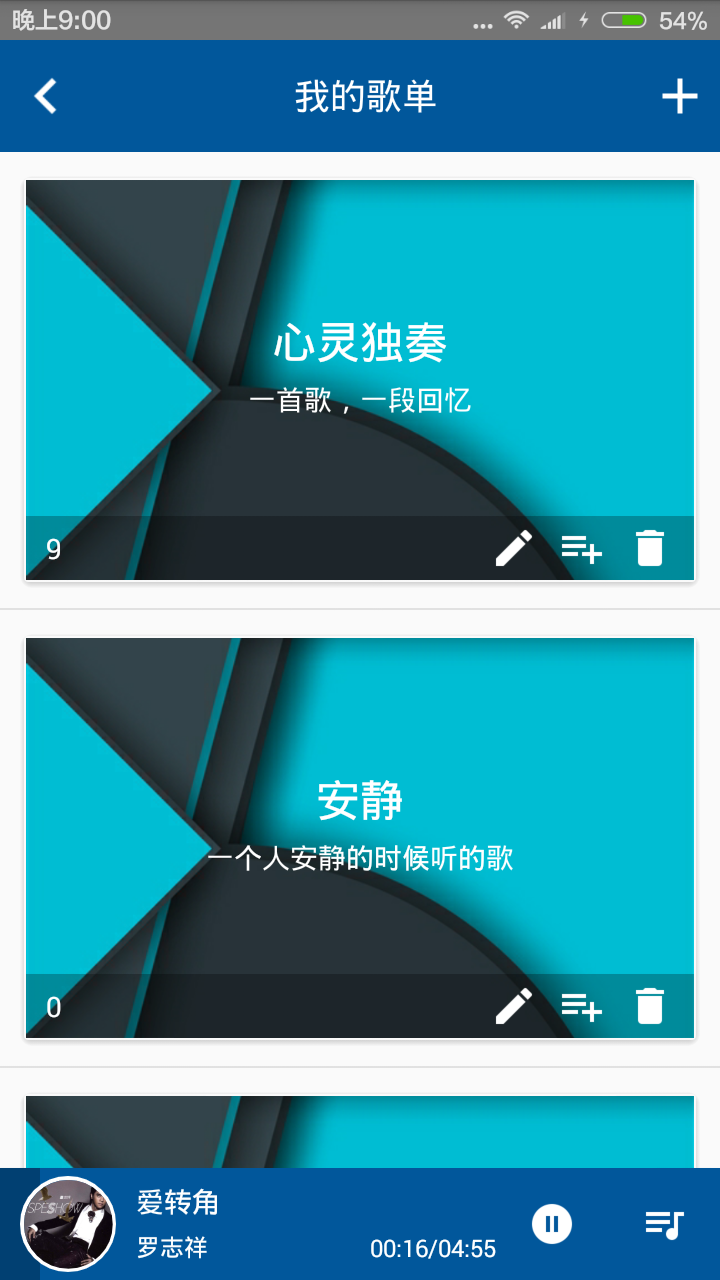 晚上9:00
54%
我的歌单
心灵独奏
一首歌，一段回忆
9
安静
一个人安静的时候听的歌
0
SPESHOW
爱转角
罗志祥
00:16/04:55